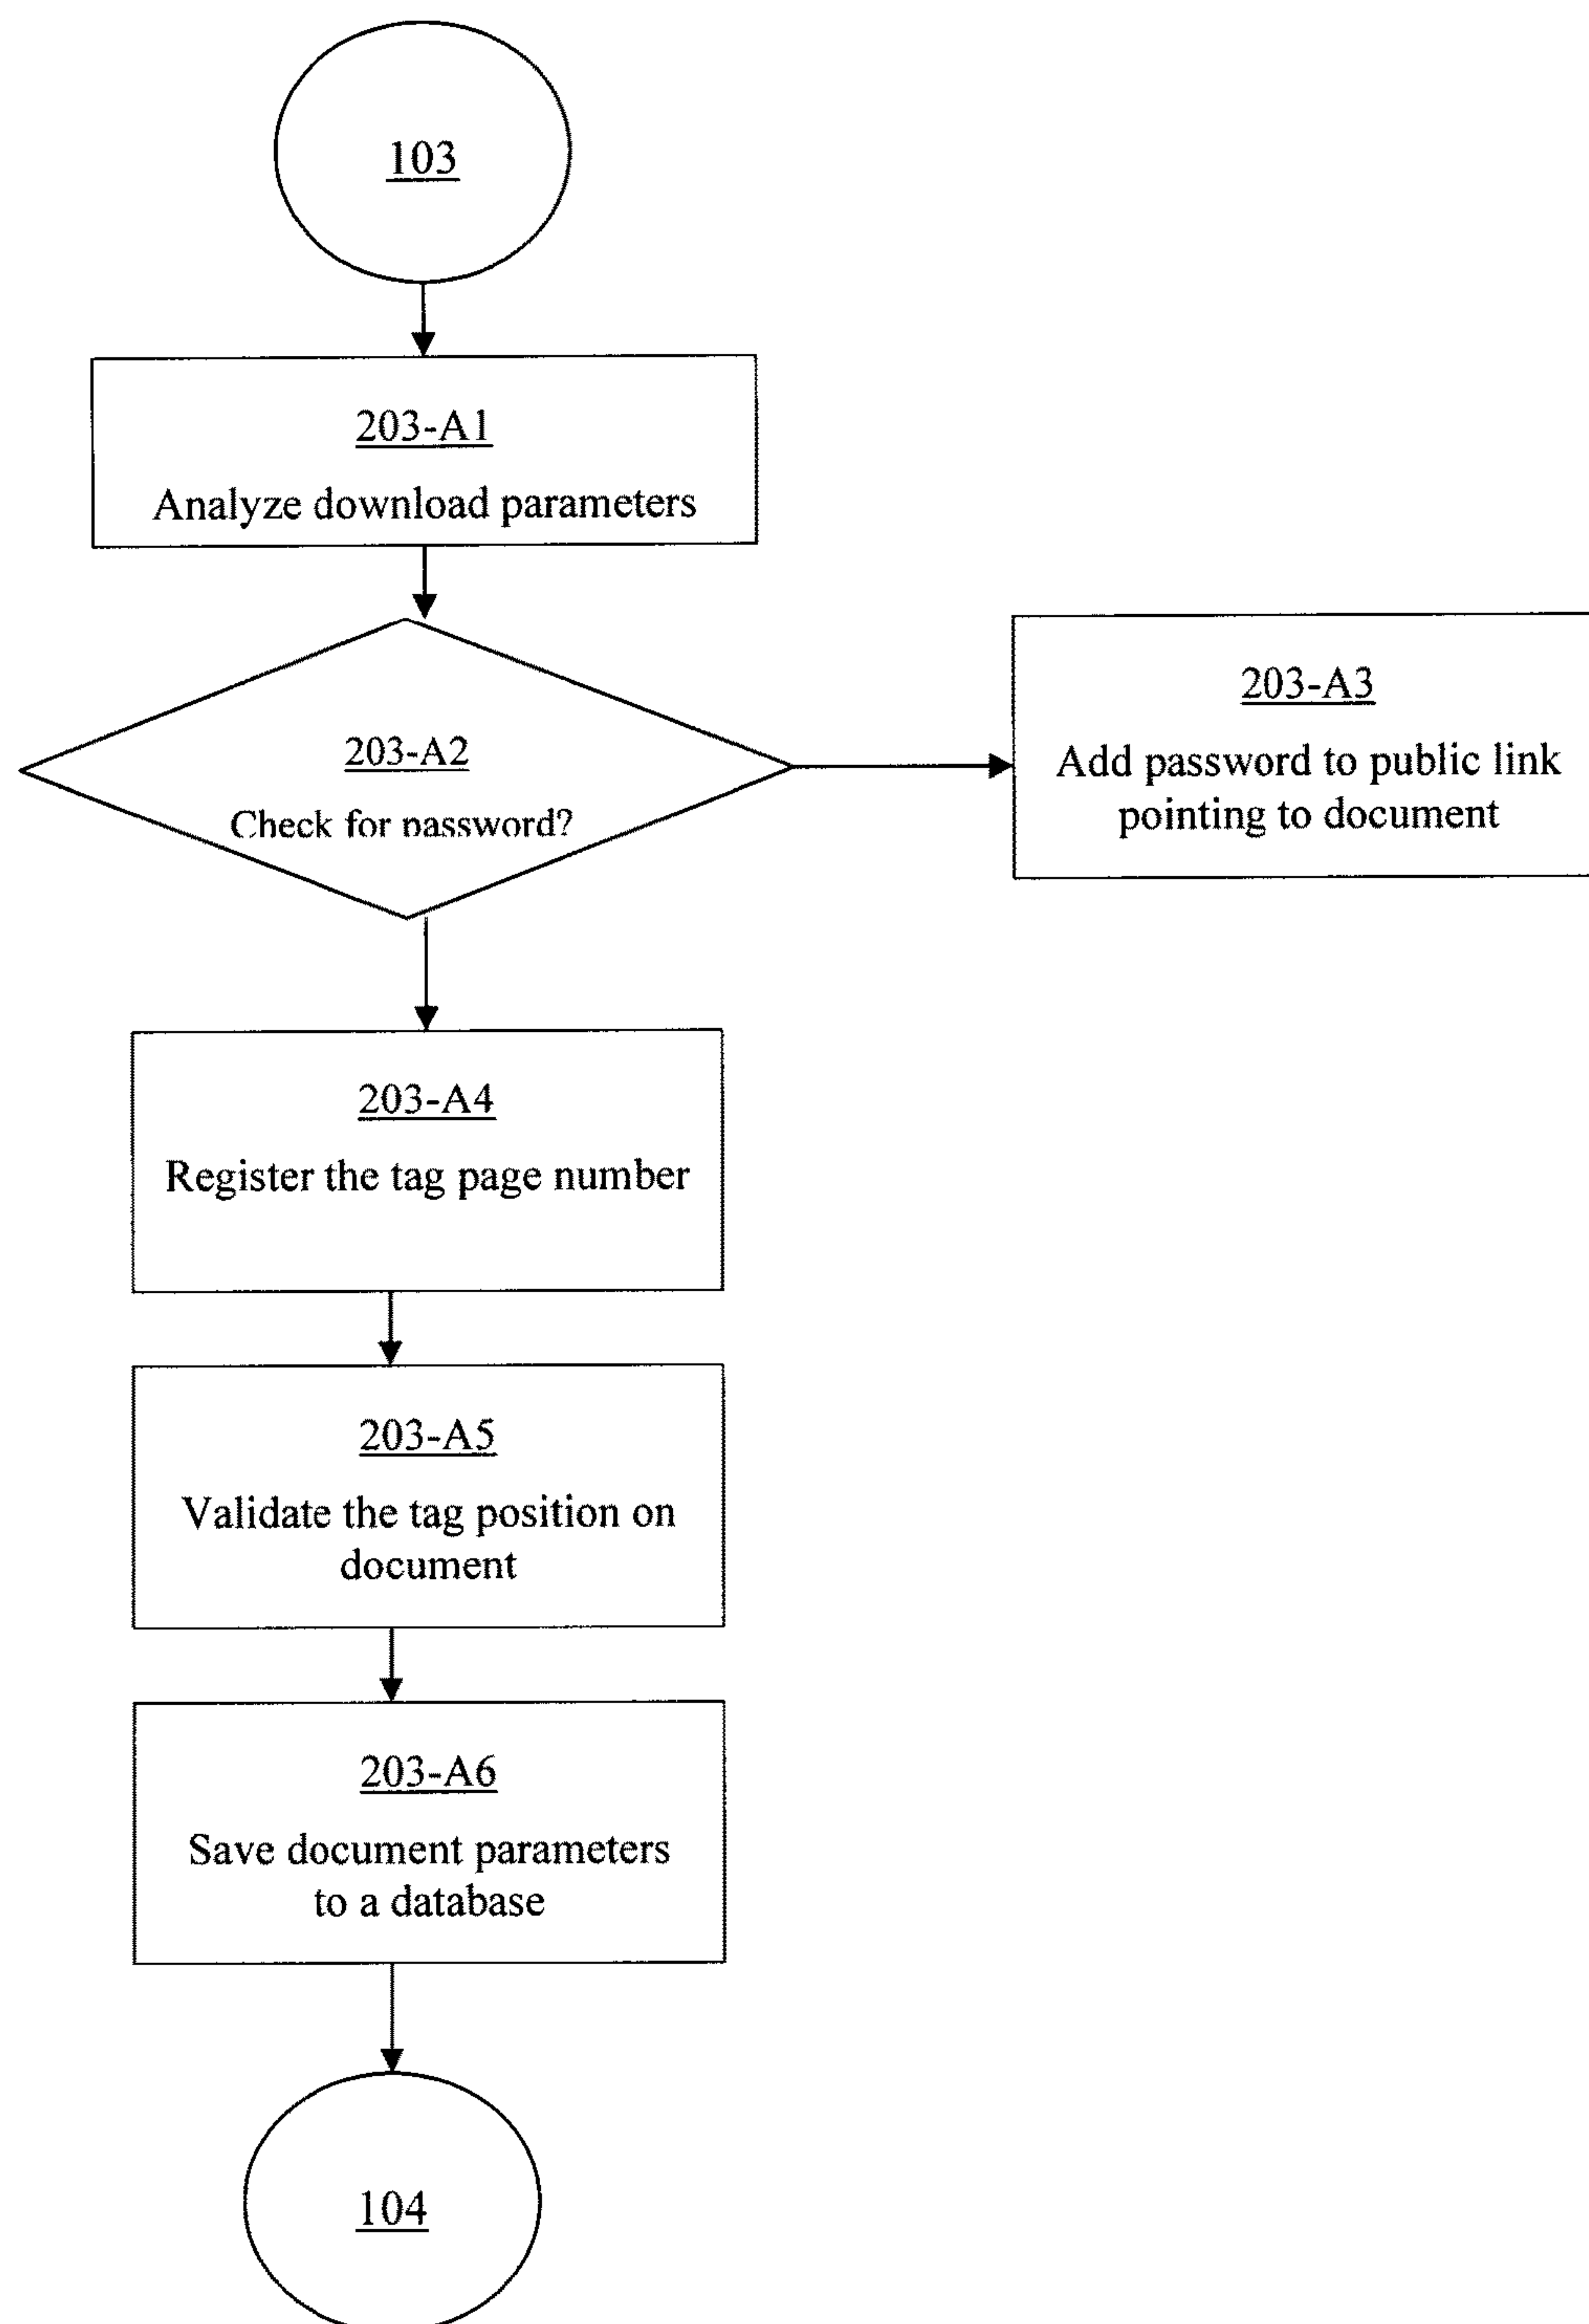 103
203-A1
Analyze download parameters
203-A2
Check for password?
203-A3
Add password to public link
pointing to document
203-A4
Register the tag page number
203-A5
Validate the tag position on
document
203-A6
Save document parameters
to a database
104